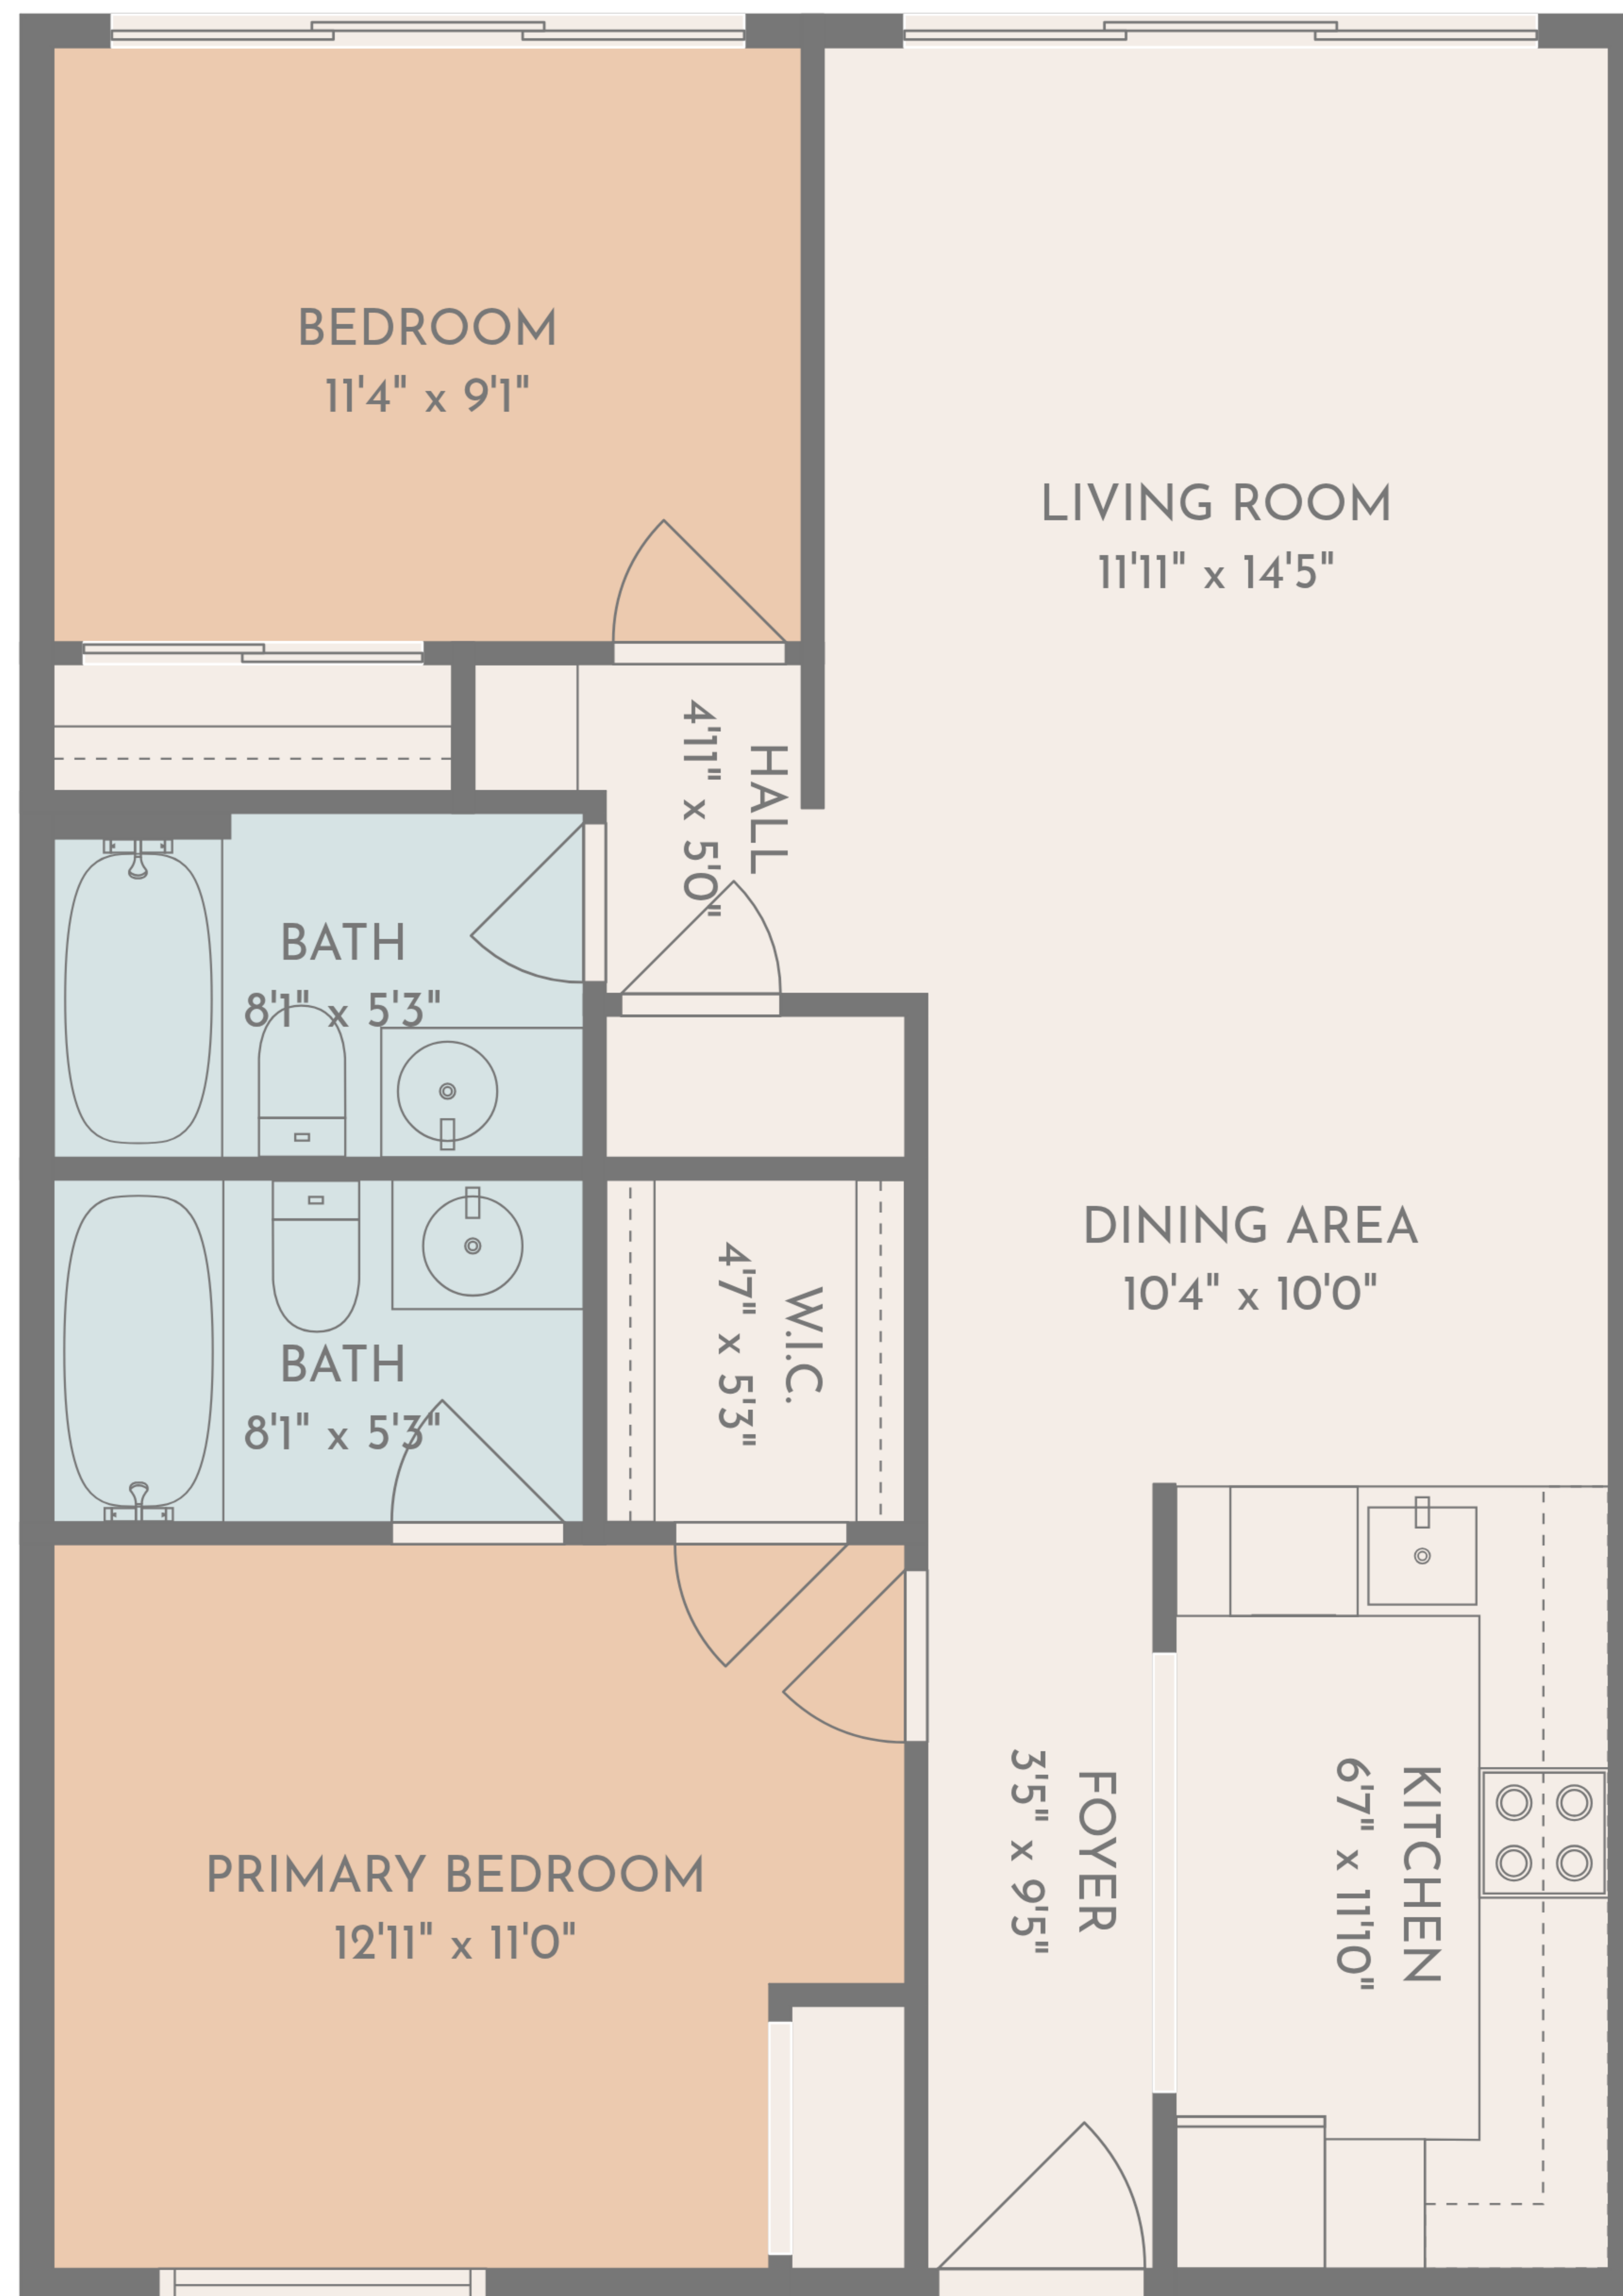 BEDROOM
11'4" x 9'1"
LIVING ROOM
11'11" x 14'5"
HALL
4'11" x 5'0"
BATH
8'1" x 5'3"
DINING AREA
10'4" x 10'0"
W.I.C.
4'7" x 5'3"
BATH
8'1" x 5'3"
FOYER
3'5" x 9'5"
KITCHEN
6'7" x 11'10"
PRIMARY BEDROOM
12'11" x 11'0"